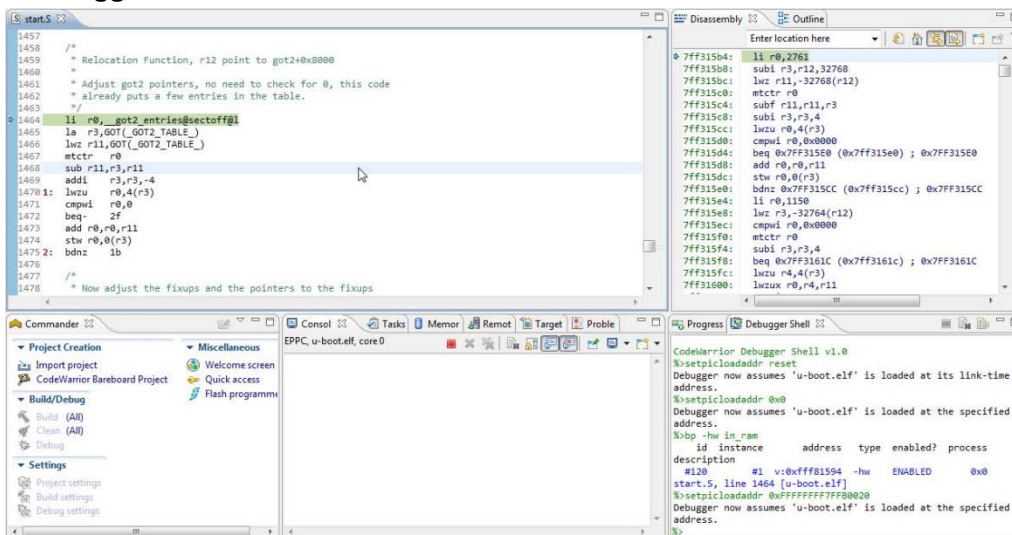 start.S
1457
1458 /*
1459 * Relocation Function, r12 point to got2+0x8000
1460 *
1461 * Adjust got2 pointers, no need to check for 0, this code
1462 * already puts a few entries in the table.
1463 */
1464 li r0,__got2_entries@sectoff@l
1465 la r3,GOT(_GOT2_TABLE_)
1466 lwz r11,GOT(_GOT2_TABLE_)
1467 mtctr r0
1468 sub r11,r3,r11
1469 addi r3,r3,-4
1470 1: lwzu r0,4(r3)
1471 cmpwi r0,0
1472 beq- 2f
1473 add r0,r0,r11
1474 stw r0,0(r3)
1475 2: bdnz 1b
1476
1477 /*
1478 * Now adjust the fixups and the pointers to the fixups
Disassembly Outline
Enter location here
7ff315b4: li r0,2761
7ff315b8: subi r3,r12,32768
7ff315bc: lwz r11,-32768(r12)
7ff315c0: mtctr r0
7ff315c4: subf r11,r11,r3
7ff315c8: subi r3,r3,4
7ff315cc: lwzu r0,4(r3)
7ff315d0: cmpwi r0,0x0000
7ff315d4: beq 0x7FF315E0 (0x7ff315e0) ; 0x7FF315E0
7ff315d8: add r0,r0,r11
7ff315dc: stw r0,0(r3)
7ff315e0: bdnz 0x7FF315CC (0x7ff315cc) ; 0x7FF315CC
7ff315e4: li r0,1150
7ff315e8: lwz r3,-32764(r12)
7ff315ec: cmpwi r0,0x0000
7ff315f0: mtctr r0
7ff315f4: subi r3,r3,4
7ff315f8: beq 0x7FF3161C (0x7ff3161c) ; 0x7FF3161C
7ff315fc: lwzu r4,4(r3)
7ff31600: lwzux r0,r4,r11
Commander
Project Creation
Import project
CodeWarrior Bareboard Project
Build/Debug
Build (All)
Clean (All)
Debug
Settings
Project settings
Build settings
Debug settings
Miscellaneous
Welcome screen
Quick access
Flash programme
Consol Tasks Memor Remot Target Proble
EPPC, u-boot.elf, core 0
Progress Debugger Shell
CodeWarrior Debugger Shell v1.0
%>setpicloadaddr reset
Debugger now assumes 'u-boot.elf' is loaded at its link-time
address.
%>setpicloadaddr 0x0
Debugger now assumes 'u-boot.elf' is loaded at the specified
address.
%>bp -hw in_ram
id instance address type enabled? process
description
#120 #1 v:0xfff81594 -hw ENABLED 0x0
start.S, line 1464 [u-boot.elf]
%>setpicloadaddr 0xFFFFFFFF7FFB0020
Debugger now assumes 'u-boot.elf' is loaded at the specified
address.
%>